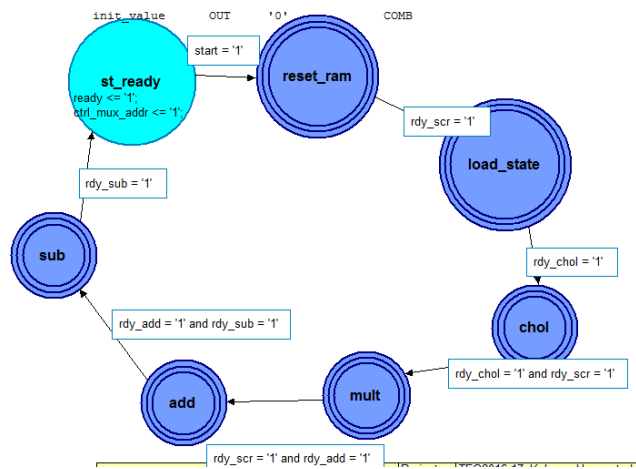 init_value OUT '0' COMB
start = '1'
st_ready
ready <= '1';
ctrl_mux_addr <= '1';
reset_ram
rdy_scr = '1'
load_state
rdy_sub = '1'
sub
rdy_chol = '1'
chol
rdy_add = '1' and rdy_sub = '1'
rdy_chol = '1' and rdy_scr = '1'
mult
add
rdy_scr = '1' and rdy_add = '1'